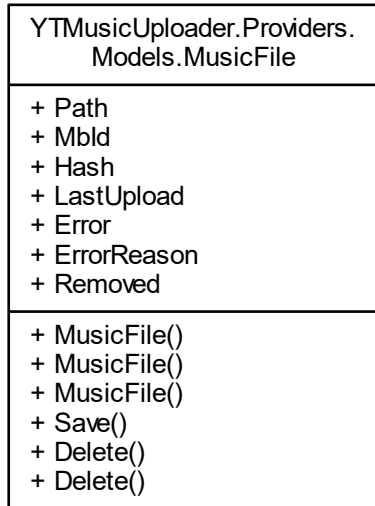 YTMusicUploader.Providers.
Models.MusicFile
+ Path
+ MbId
+ Hash
+ LastUpload
+ Error
+ ErrorReason
+ Removed
+ MusicFile()
+ MusicFile()
+ MusicFile()
+ Save()
+ Delete()
+ Delete()